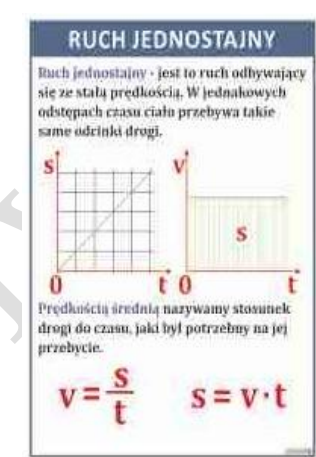 RUCH JEDNOSTAJNY
Ruch jednostajny - jest to ruch odbywający
się ze stałą prędkością. W jednakowych
odstępach czasu ciało przebywa takie
same odcinki drogi.
s v
s
0 t 0 t
Prędkością średnią nazywamy stosunek
drogi do czasu, jaki był potrzebny na jej
przebycie.
v = s/t s = v · t